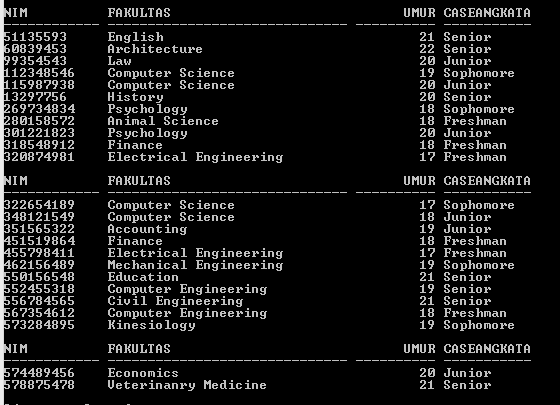 NIM FAKULTAS UMUR CASEANGKATA
51135593 English 21 Senior
60839453 Architecture 22 Senior
99354543 Law 20 Junior
112348546 Computer Science 19 Sophomore
115987938 Computer Science 20 Junior
13297756 History 20 Senior
269734834 Psychology 18 Sophomore
280158572 Animal Science 18 Freshman
301221823 Psychology 20 Junior
318548912 Finance 18 Freshman
320874981 Electrical Engineering 17 Freshman
NIM FAKULTAS UMUR CASEANGKATA
322654189 Computer Science 17 Sophomore
348121549 Computer Science 18 Junior
351565322 Accounting 19 Junior
451519864 Finance 18 Freshman
455798411 Electrical Engineering 17 Freshman
462156489 Mechanical Engineering 19 Sophomore
550156548 Education 21 Senior
552455318 Computer Engineering 19 Senior
556784565 Civil Engineering 21 Senior
567354612 Computer Engineering 18 Freshman
573284895 Kinesiology 19 Sophomore
NIM FAKULTAS UMUR CASEANGKATA
574489456 Economics 20 Junior
578875478 Veterinanry Medicine 21 Senior